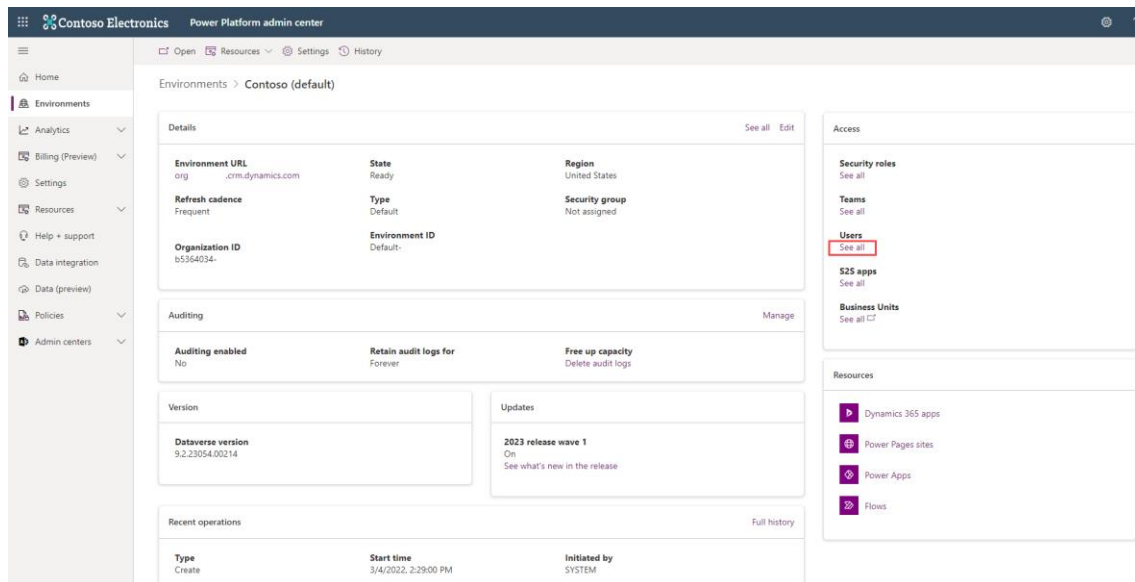 Contoso Electronics Power Platform admin center
Open Resources Settings History
Home
Environments
Analytics
Billing (Preview)
Settings
Resources
Help + support
Data integration
Data (preview)
Policies
Admin centers
Environments > Contoso (default)
Details See all Edit
Environment URL State Region
org .crm.dynamics.com Ready United States
Refresh cadence Type Security group
Frequent Default Not assigned
Environment ID
Organization ID Default-
b5364034-
Auditing Manage
Auditing enabled Retain audit logs for Free up capacity
No Forever Delete audit logs
Version
Dataverse version
9.2.23054.00214
Updates
2023 release wave 1
On
See what's new in the release
Recent operations Full history
Type Start time Initiated by
Create 3/4/2022, 2:29:00 PM SYSTEM
Access
Security roles
See all
Teams
See all
Users
See all
S2S apps
See all
Business Units
See all
Resources
Dynamics 365 apps
Power Pages sites
Power Apps
Flows